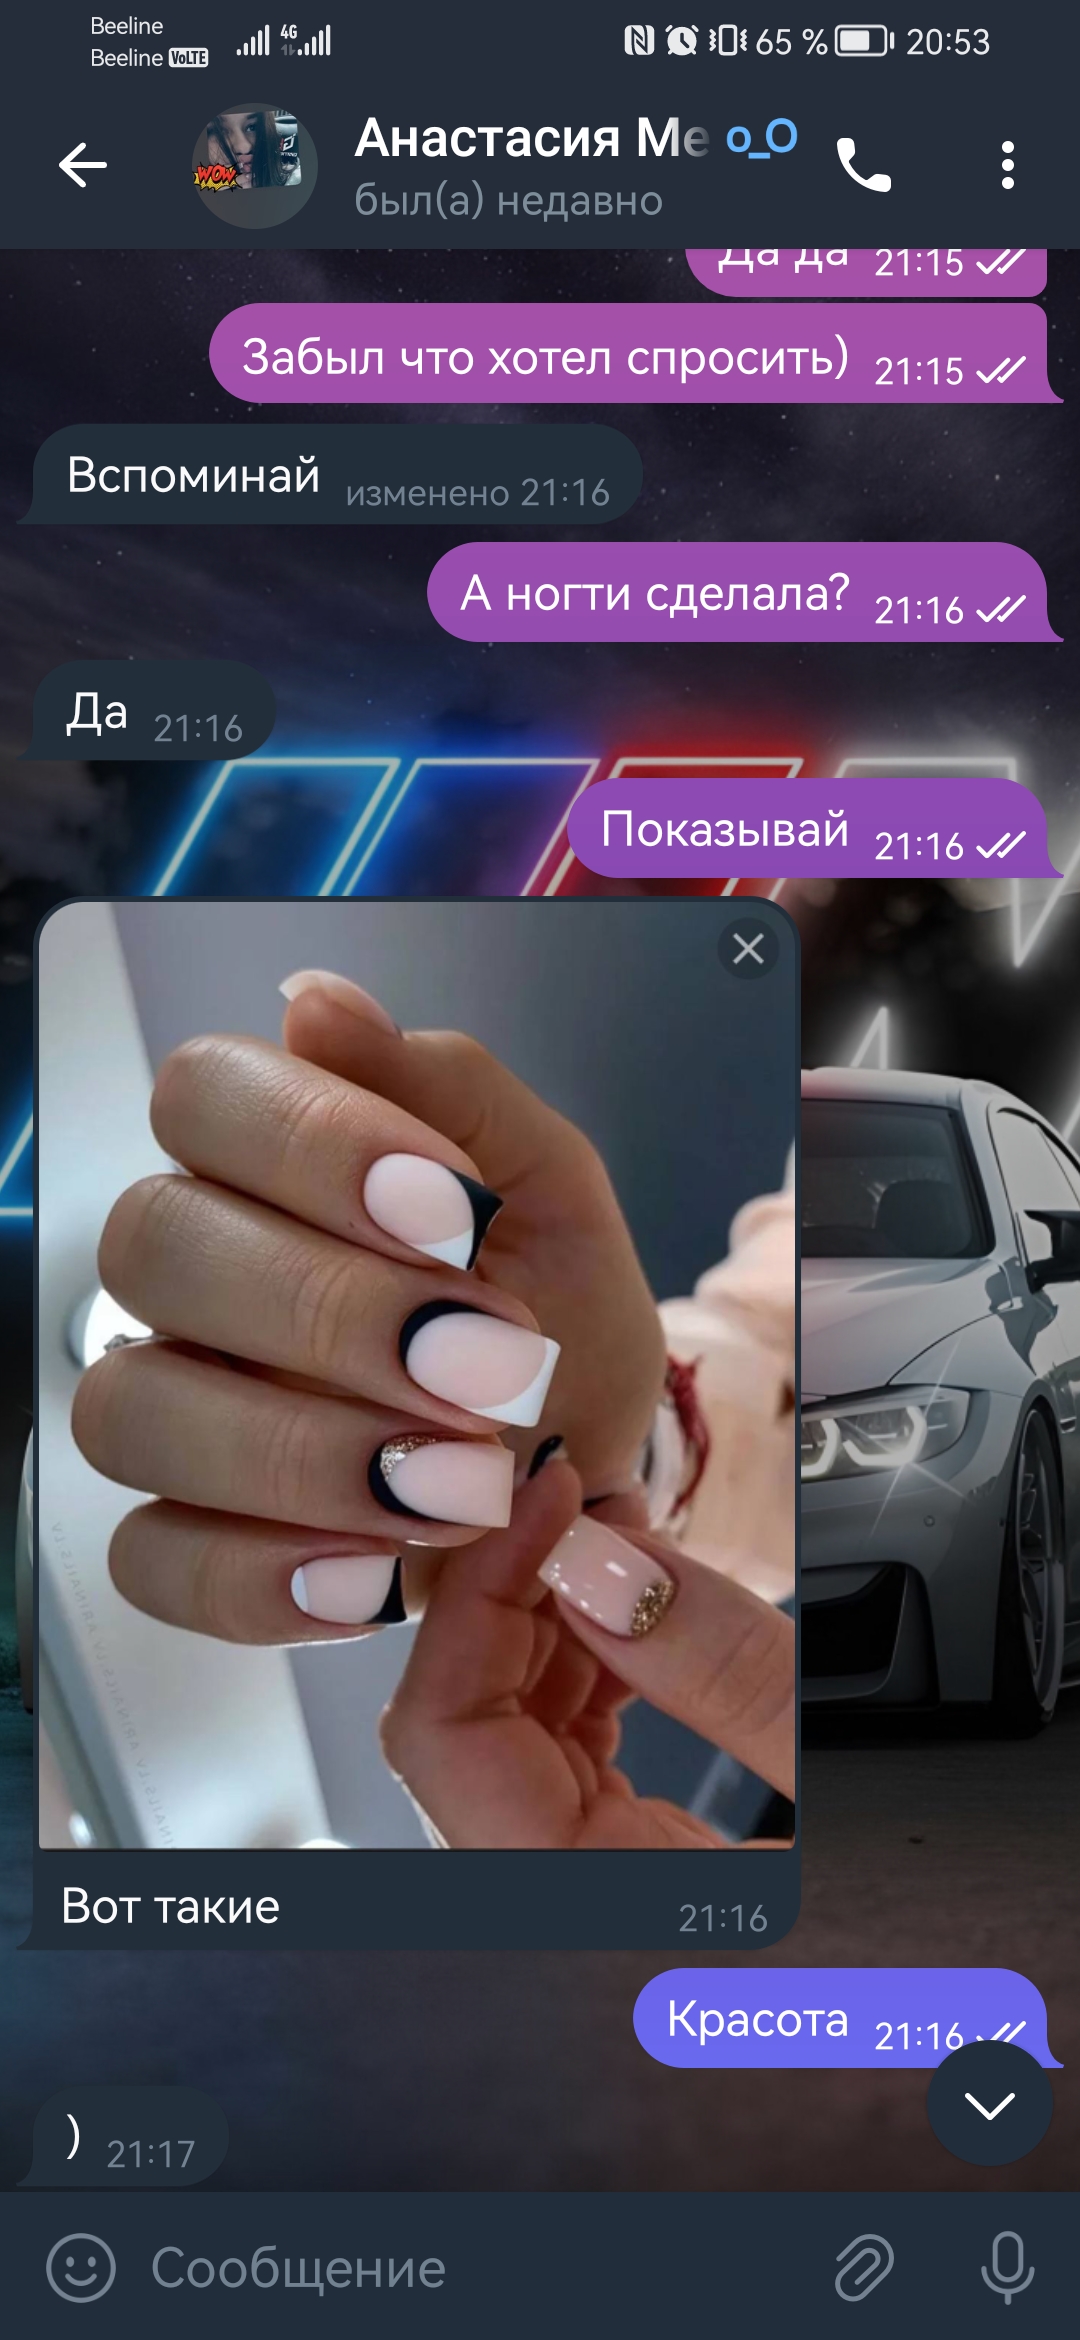 Beeline
Beeline VoLTE 4G 65 % 20:53
Анастасия Ме o_O
был(а) недавно
Да да 21:15
Забыл что хотел спросить) 21:15
Вспоминай изменено 21:16
А ногти сделала? 21:16
Да 21:16
Показывай 21:16
WOW
Вот такие 21:16
Красота 21:16
) 21:17
Сообщение